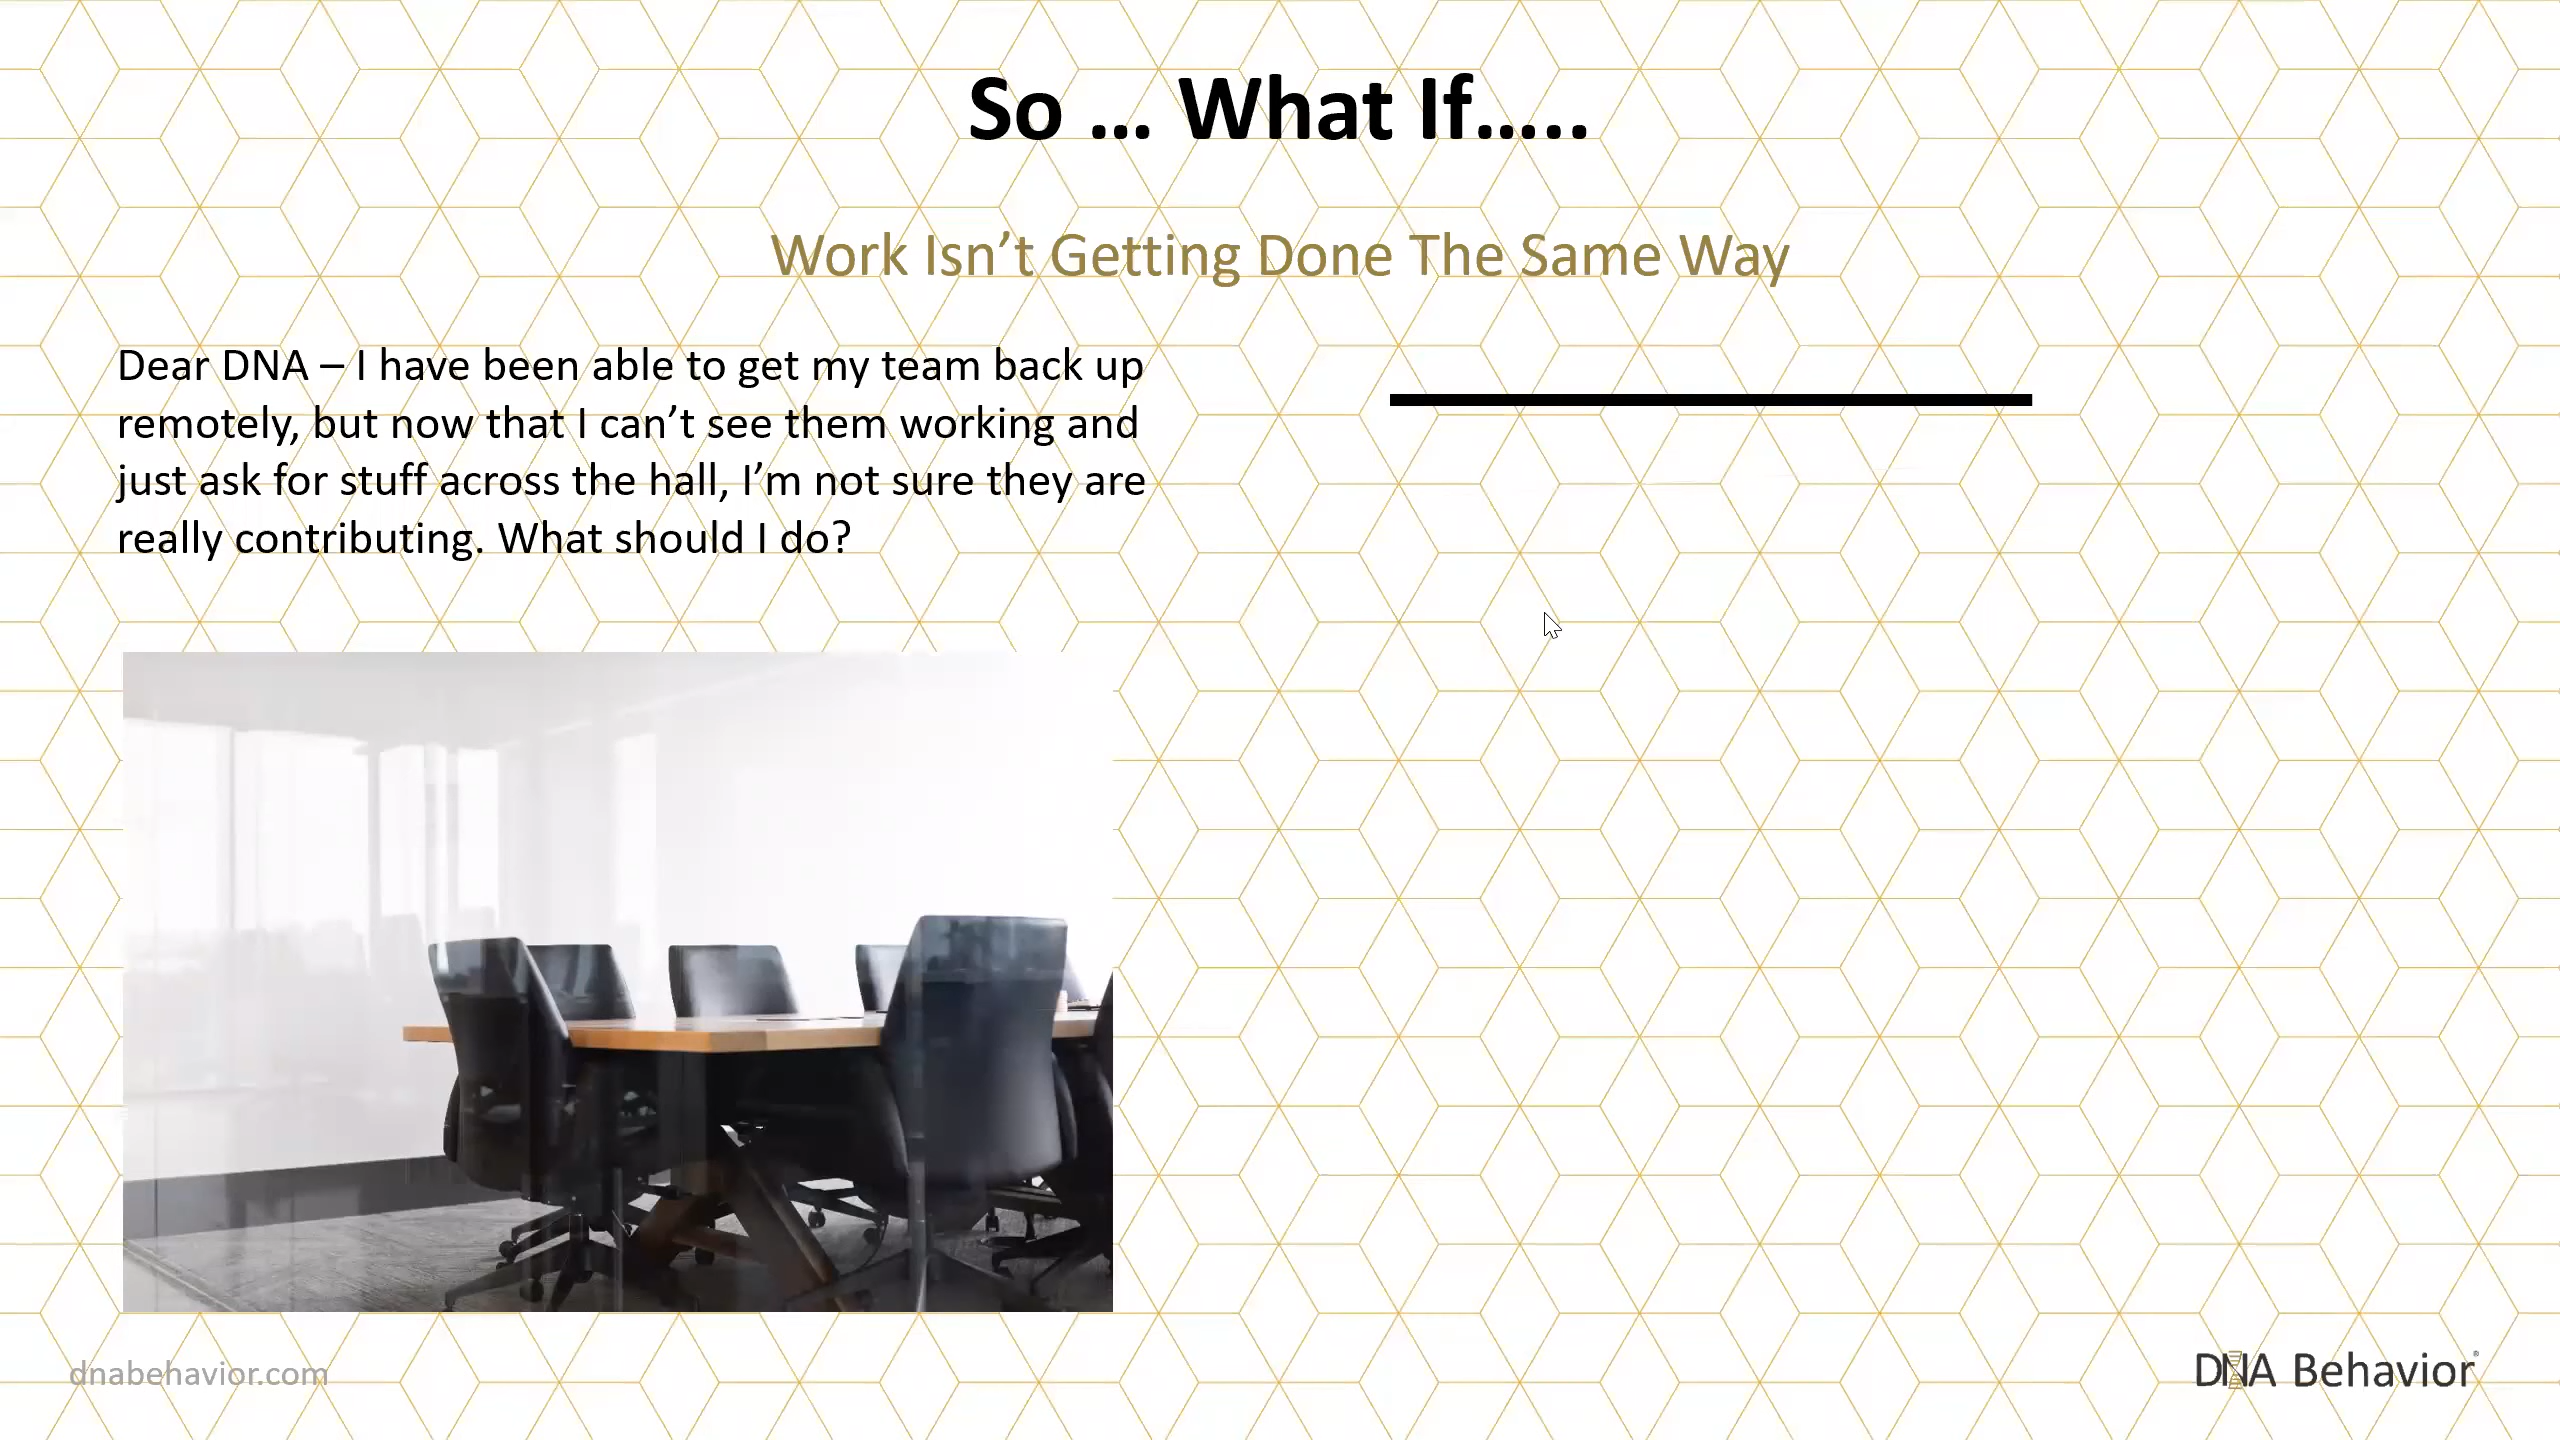 So ... What If.....
Work Isn’t Getting Done The Same Way
Dear DNA – I have been able to get my team back up
remotely, but now that I can’t see them working and
just ask for stuff across the hall, I’m not sure they are
really contributing. What should I do?
dnabehavior.com
DNA Behavior®